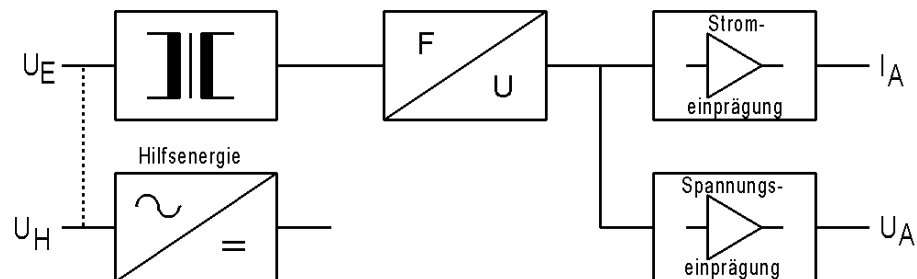 U_E
F
U
Strom-
einprägung
I_A
Hilfsenergie
U_H
~
=
Spannungs-
einprägung
U_A